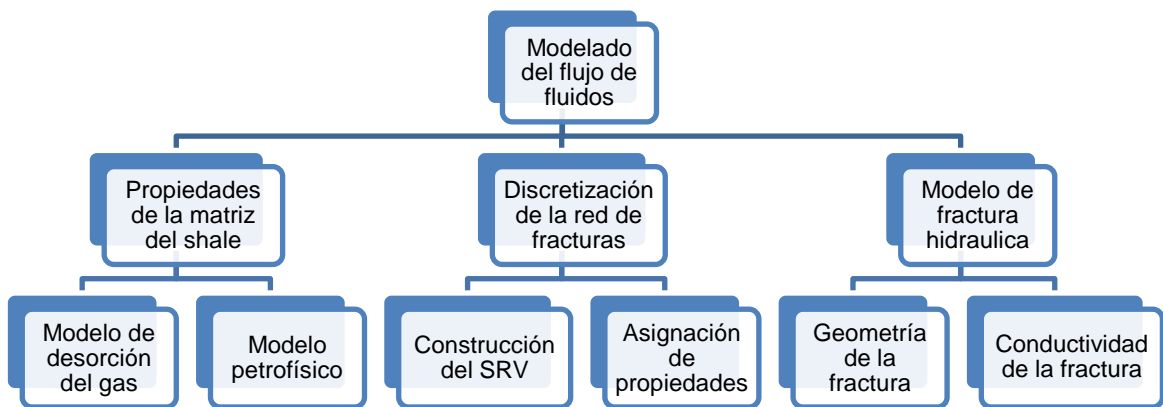 Modelado
del flujo de
fluidos
Propiedades
de la matriz
del shale
Discretización
de la red de
fracturas
Modelo de
fractura
hidraulica
Modelo de
desorción
del gas
Modelo
petrofísico
Construcción
del SRV
Asignación
de
propiedades
Geometría
de la
fractura
Conductividad
de la fractura